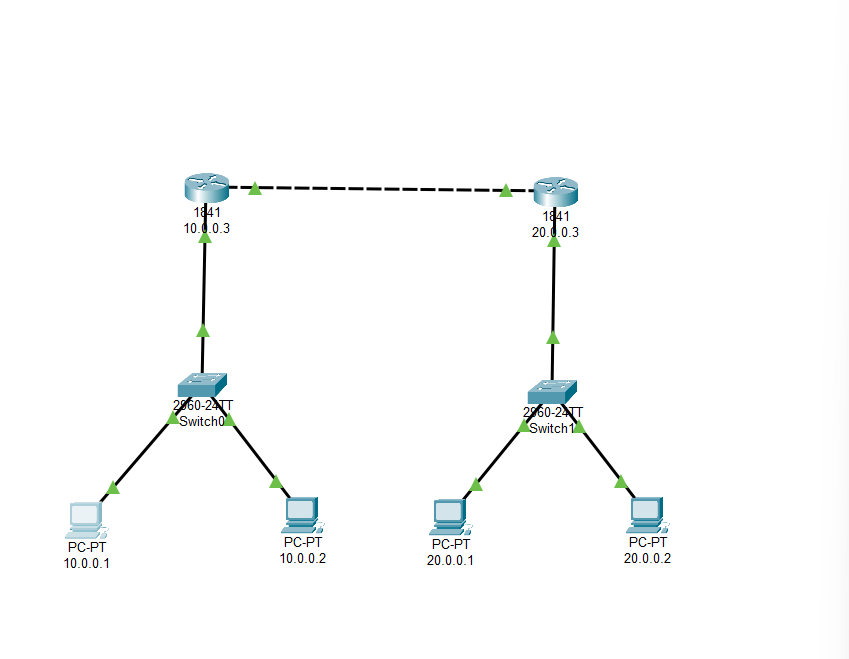 1841
10.0.0.3
1841
20.0.0.3
2960-24TT
Switch0
2960-24TT
Switch1
PC-PT
10.0.0.1
PC-PT
10.0.0.2
PC-PT
20.0.0.1
PC-PT
20.0.0.2